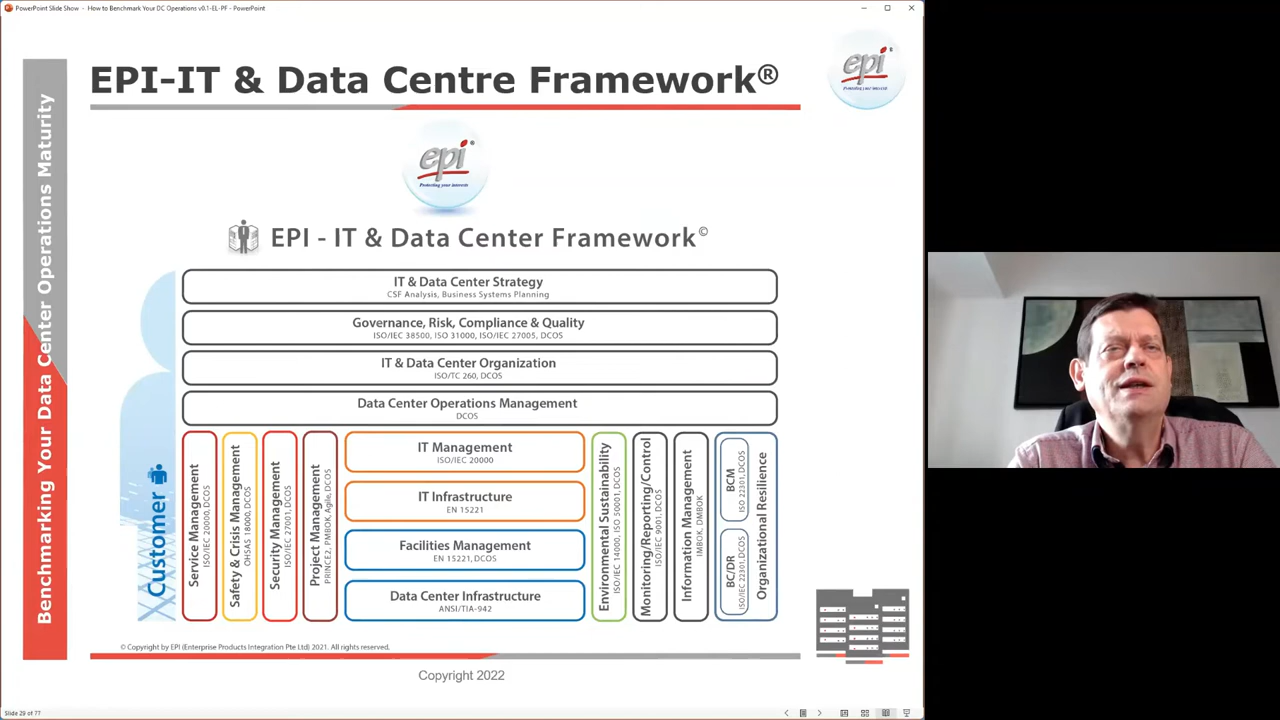 PowerPoint Slide Show - How to Benchmark Your DC Operations v0.1-EL-PF - PowerPoint
EPI-IT & Data Centre Framework®
epi ®
Benchmarking Your Data Center Operations Maturity
epi ®
Protecting your interests
EPI - IT & Data Center Framework©
IT & Data Center Strategy
CSF Analysis, Business Systems Planning
Governance, Risk, Compliance & Quality
ISO/IEC 38500, ISO 31000, ISO/IEC 27005, DCOS
IT & Data Center Organization
ISO/TC 260, DCOS
Data Center Operations Management
DCOS
Customer
Service Management
ISO/IEC 20000, DCOS
Safety & Crisis Management
OHSAS 18000, DCOS
Security Management
ISO/IEC 27001, DCOS
Project Management
PRINCE2, PMBOK, Agile, DCOS
IT Management
ISO/IEC 20000
IT Infrastructure
EN 15221
Facilities Management
EN 15221, DCOS
Data Center Infrastructure
ANSI/TIA-942
Environmental Sustainability
ISO/IEC 14000, ISO 50001, DCOS
Monitoring/Reporting/Control
ISO/IEC 9001, DCOS
Information Management
IMBOK, DMBOK
BCM
ISO 22301, DCOS
BC/DR
ISO/IEC 22301, DCOS
Organizational Resilience
© Copyright by EPI (Enterprise Products Integration Pte Ltd) 2021. All rights reserved.
Copyright 2022
Slide 29 of 77